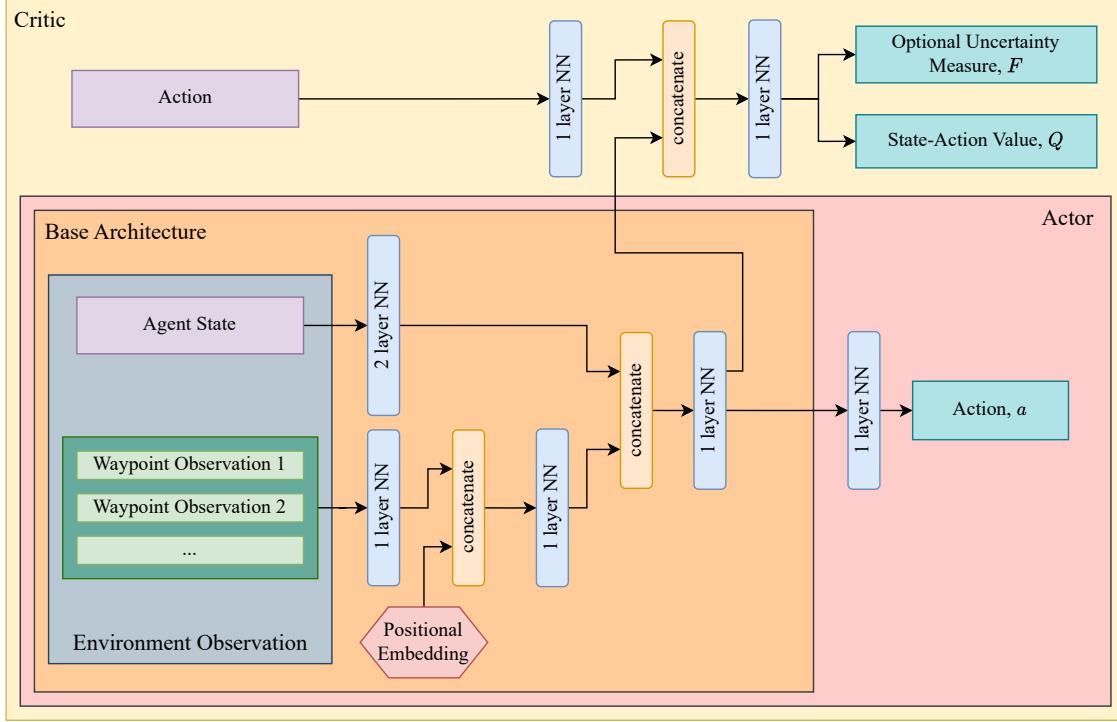 Critic
Action
1 layer NN
concatenate
1 layer NN
Optional Uncertainty
Measure, F
State-Action Value, Q
Base Architecture
Actor
Agent State
2 layer NN
Waypoint Observation 1
Waypoint Observation 2
...
1 layer NN
concatenate
1 layer NN
concatenate
1 layer NN
1 layer NN
Action, a
Environment Observation
Positional
Embedding